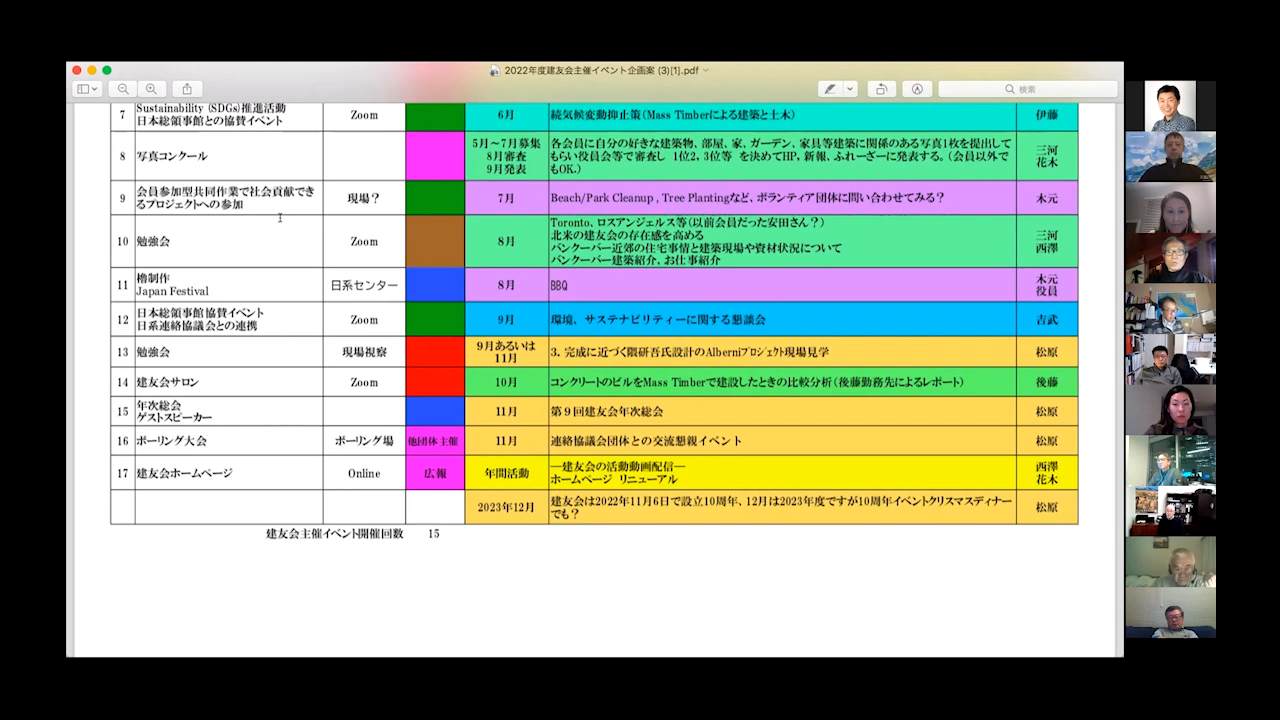 2022年度建友会主催イベント企画案 (3)[1].pdf
検索
7 Sustainability (SDGs)推進活動 日本総領事館との協賛イベント Zoom 6月 続気候変動抑止策(Mass Timberによる建築と土木) 伊藤
8 写真コンクール 5月～7月募集 8月審査 9月発表 各会員に自分の好きな建築物、部屋、家、ガーデン、家具等建築に関係のある写真1枚を提出して
もらい役員会等で審査し 1位2、3位等 を決めてHP，新報、ふれーざーに発表する。（会員以外で
もOK.） 三河 花木
9 会員参加型共同作業で社会貢献でき
るプロジェクトへの参加 現場？ 7月 Beach/Park Cleanup , Tree Plantingなど、ボランティア団体に問い合わせてみる？ 木元
10 勉強会 Zoom 8月 Toronto、ロスアンジェルス等（以前会員だった安田さん？）
北米の建友会の存在感を高める
バンクーバー近郊の住宅事情と建築現場や資材状況について
バンクーバー建築紹介、お仕事紹介 三河 西澤
11 櫓制作 Japan Festival 日系センター 8月 BBQ 木元 役員
12 日本総領事館協賛イベント 日系連絡協議会との連携 Zoom 9月 環境，サステナビリティーに関する懇談会 吉武
13 勉強会 現場視察 9月あるいは 11月 3．完成に近づく隈研吾氏設計のAlberniプロジェクト現場見学 松原
14 建友会サロン Zoom 10月 コンクリートのビルをMass Timberで建設したときの比較分析（後藤勤務先によるレポート） 後藤
15 年次総会 ゲストスピーカー 11月 第９回建友会年次総会 松原
16 ボーリング大会 ボーリング場 他団体主催 11月 連絡協議会団体との交流懇親イベント 松原
17 建友会ホームページ Online 広報 年間活動 ―建友会の活動動画配信―
ホームページ リニューアル 西澤 花木
2023年12月 建友会は2022年11月6日で設立10周年、12月は2023年度ですが10周年イベントクリスマスディナー
でも？ 松原
建友会主催イベント開催回数 15